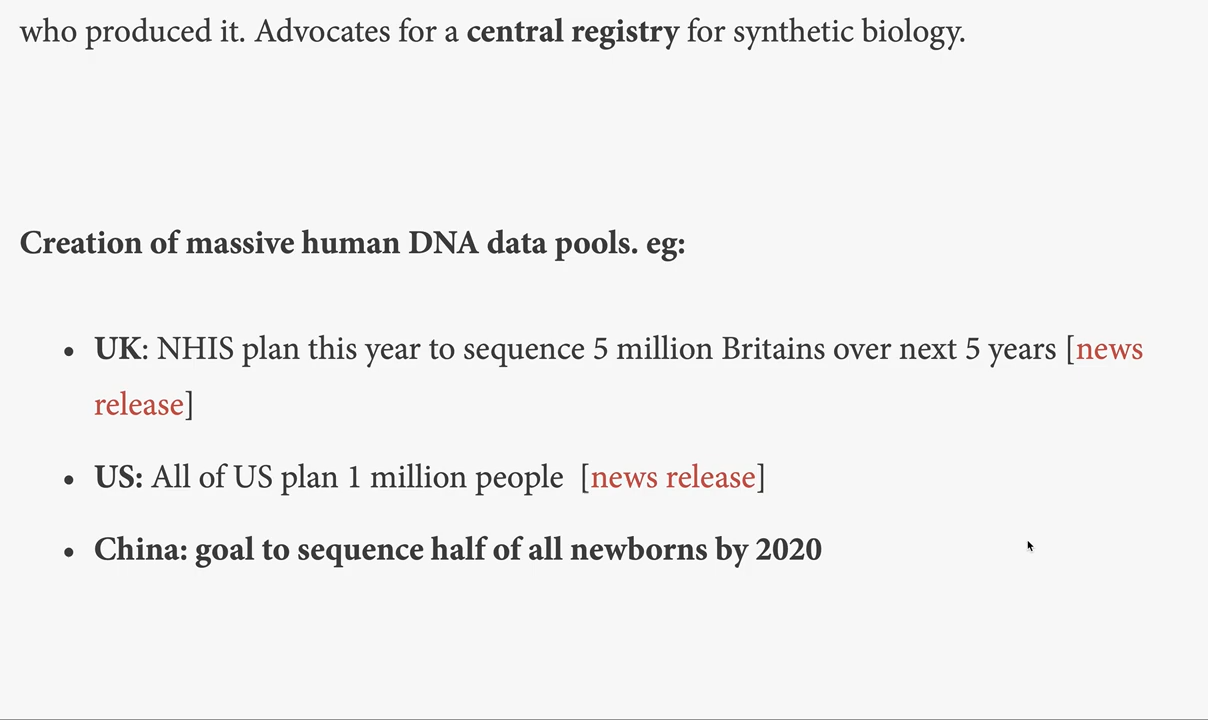 who produced it. Advocates for a central registry for synthetic biology.
Creation of massive human DNA data pools. eg:
• UK: NHIS plan this year to sequence 5 million Britains over next 5 years [news
release]
• US: All of US plan 1 million people [news release]
• China: goal to sequence half of all newborns by 2020